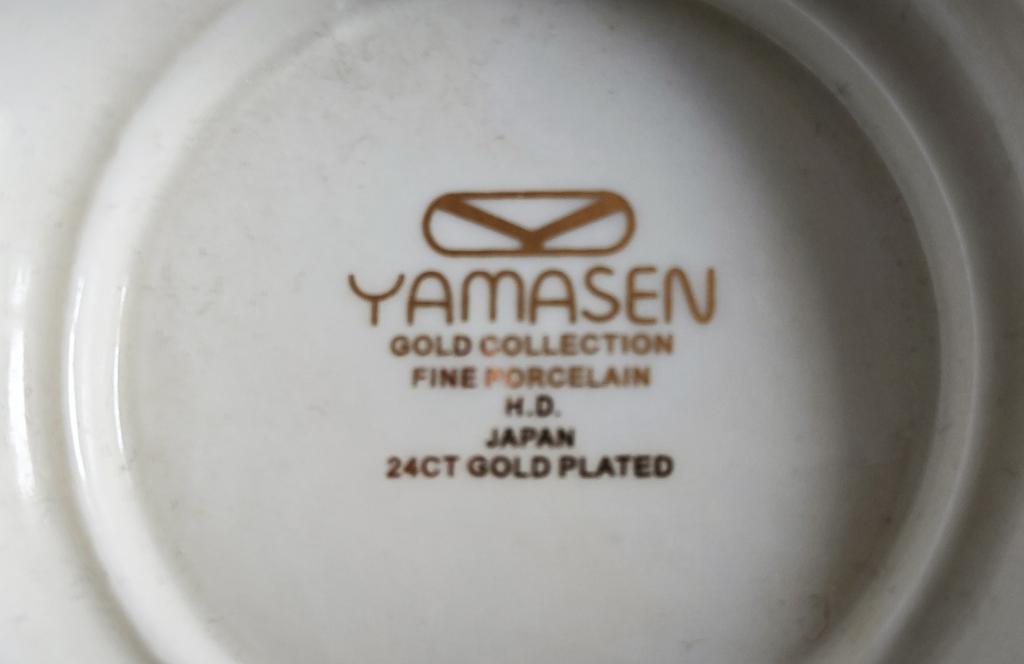 YAMASEN
GOLD COLLECTION
FINE PORCELAIN
H.D.
JAPAN
24CT GOLD PLATED